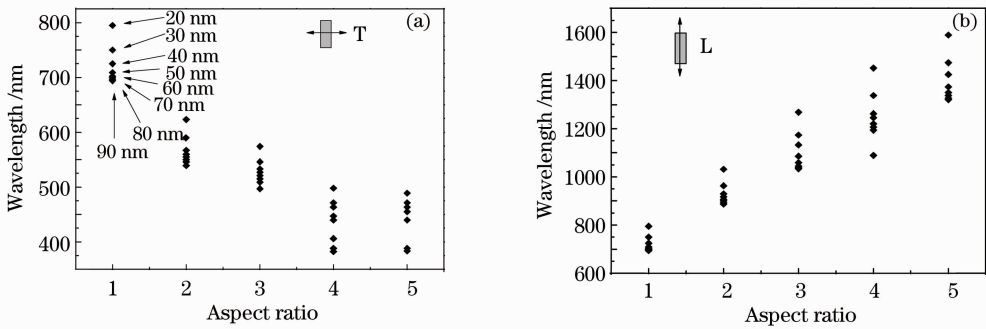 (a)
800
700
600
500
400
20 nm
30 nm
40 nm
50 nm
60 nm
70 nm
80 nm
90 nm
T
Wavelength /nm
1 2 3 4 5
Aspect ratio
(b)
1600
1400
1200
1000
800
600
L
Wavelength /nm
1 2 3 4 5
Aspect ratio